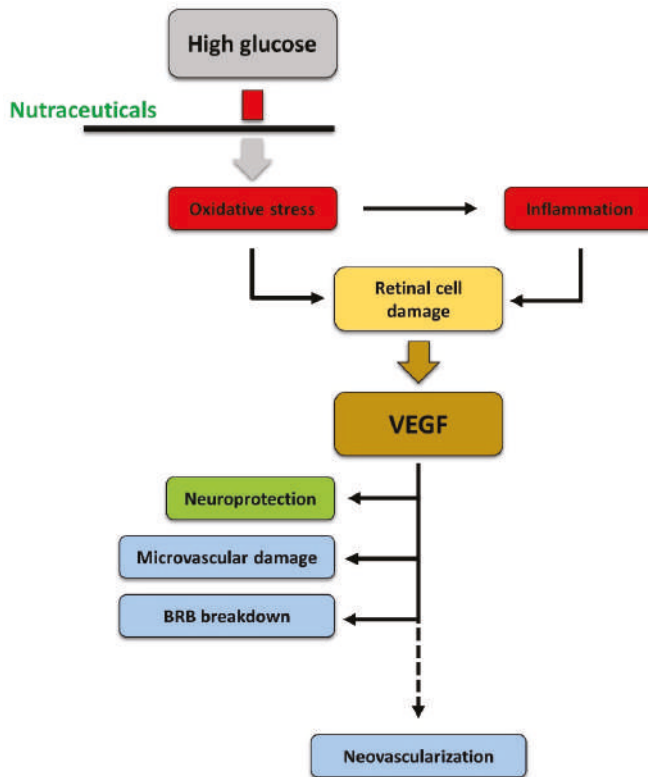 High glucose
Nutraceuticals
Oxidative stress
Inflammation
Retinal cell
damage
VEGF
Neuroprotection
Microvascular damage
BRB breakdown
Neovascularization